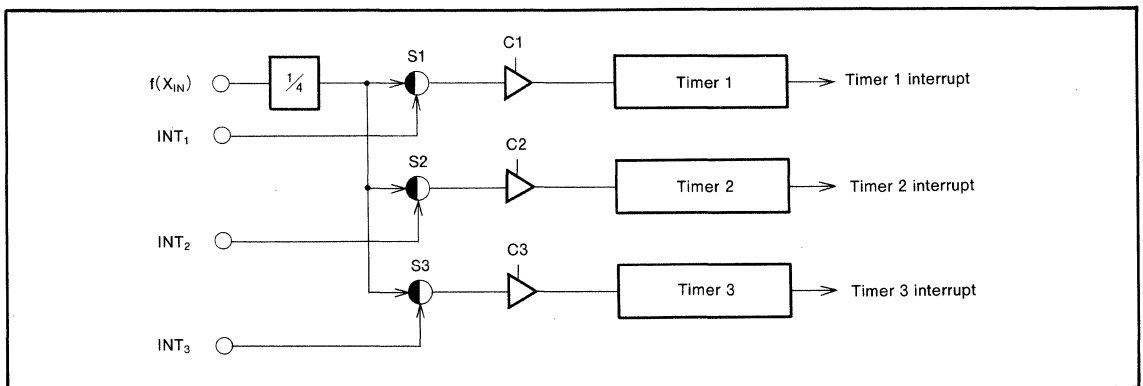 S1
C1
f(XIN)
1/4
Timer 1
Timer 1 interrupt
INT1
S2
C2
Timer 2
Timer 2 interrupt
INT2
S3
C3
Timer 3
Timer 3 interrupt
INT3